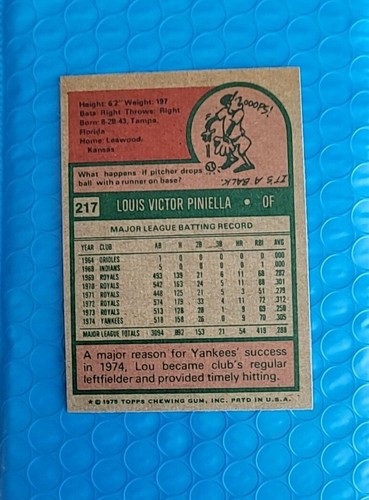 Height: 6'2" Weight: 197
Bats: Right Throws: Right
Born: 8-28-43, Tampa,
Florida
Home: Leawood,
Kansas
OOOPS!
IT'S A BALK.
What happens if pitcher drops
ball with a runner on base?
217 LOUIS VICTOR PINIELLA • OF
MAJOR LEAGUE BATTING RECORD
YEAR CLUB AB H 2B 3B HR RBI AVG
1964 ORIOLES 1 0 0 0 0 0 .000
1968 INDIANS 5 0 0 0 0 1 .000
1969 ROYALS 493 139 21 6 11 68 .282
1970 ROYALS 542 163 24 5 11 88 .301
1971 ROYALS 448 125 21 5 3 51 .279
1972 ROYALS 574 179 33 4 11 72 .312
1973 ROYALS 513 128 28 1 9 69 .250
1974 YANKEES 518 158 26 0 9 70 .305
MAJOR LEAGUE TOTALS 3094 892 153 21 54 419 .288
A major reason for Yankees' success
in 1974, Lou became club's regular
leftfielder and provided timely hitting.
* © 1975 TOPPS CHEWING GUM, INC. PRTD IN U.S.A.